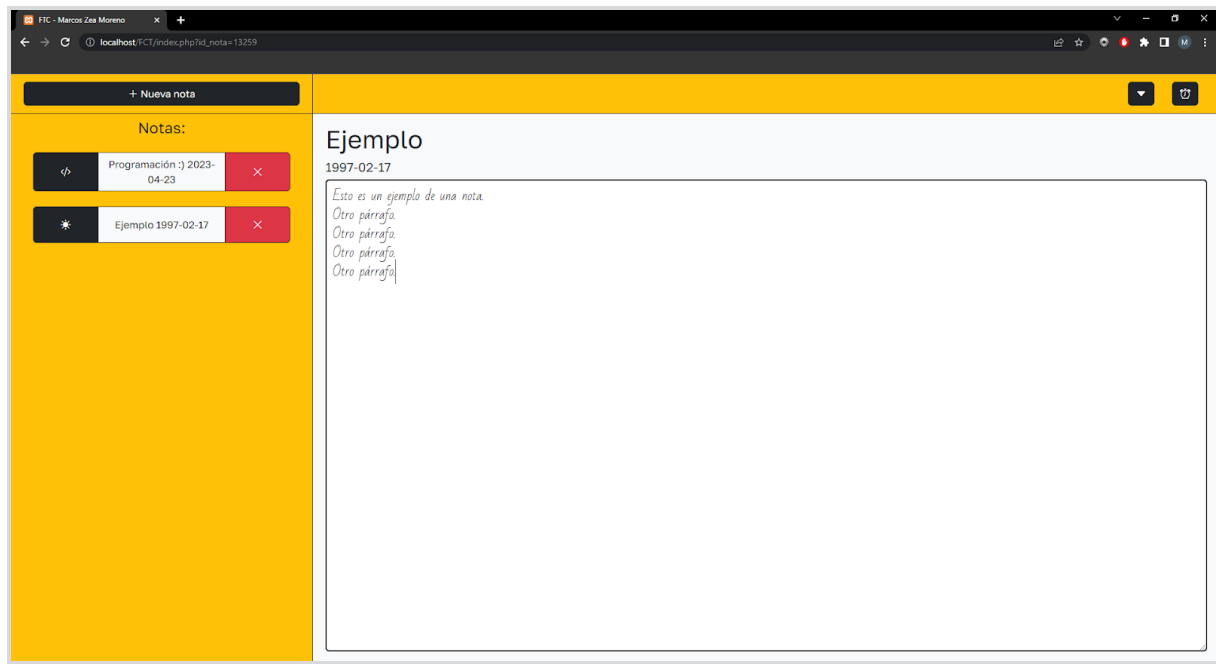 FTC - Marcos Zea Moreno
localhost/FCT/index.php?id_nota=13259
M
+ Nueva nota
Notas:
</> Programación :) 2023-
04-23
Ejemplo 1997-02-17
Ejemplo
1997-02-17
Esto es un ejemplo de una nota.
Otro párrafo.
Otro párrafo.
Otro párrafo.
Otro párrafo.